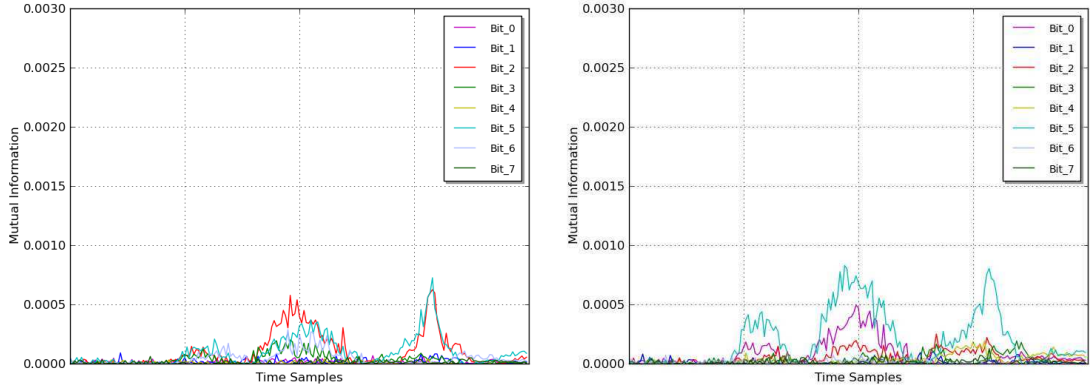 0.0030
0.0025
0.0020
0.0015
0.0010
0.0005
0.0000
Mutual Information
Time Samples
Bit_0
Bit_1
Bit_2
Bit_3
Bit_4
Bit_5
Bit_6
Bit_7
0.0030
0.0025
0.0020
0.0015
0.0010
0.0005
0.0000
Mutual Information
Time Samples
Bit_0
Bit_1
Bit_2
Bit_3
Bit_4
Bit_5
Bit_6
Bit_7